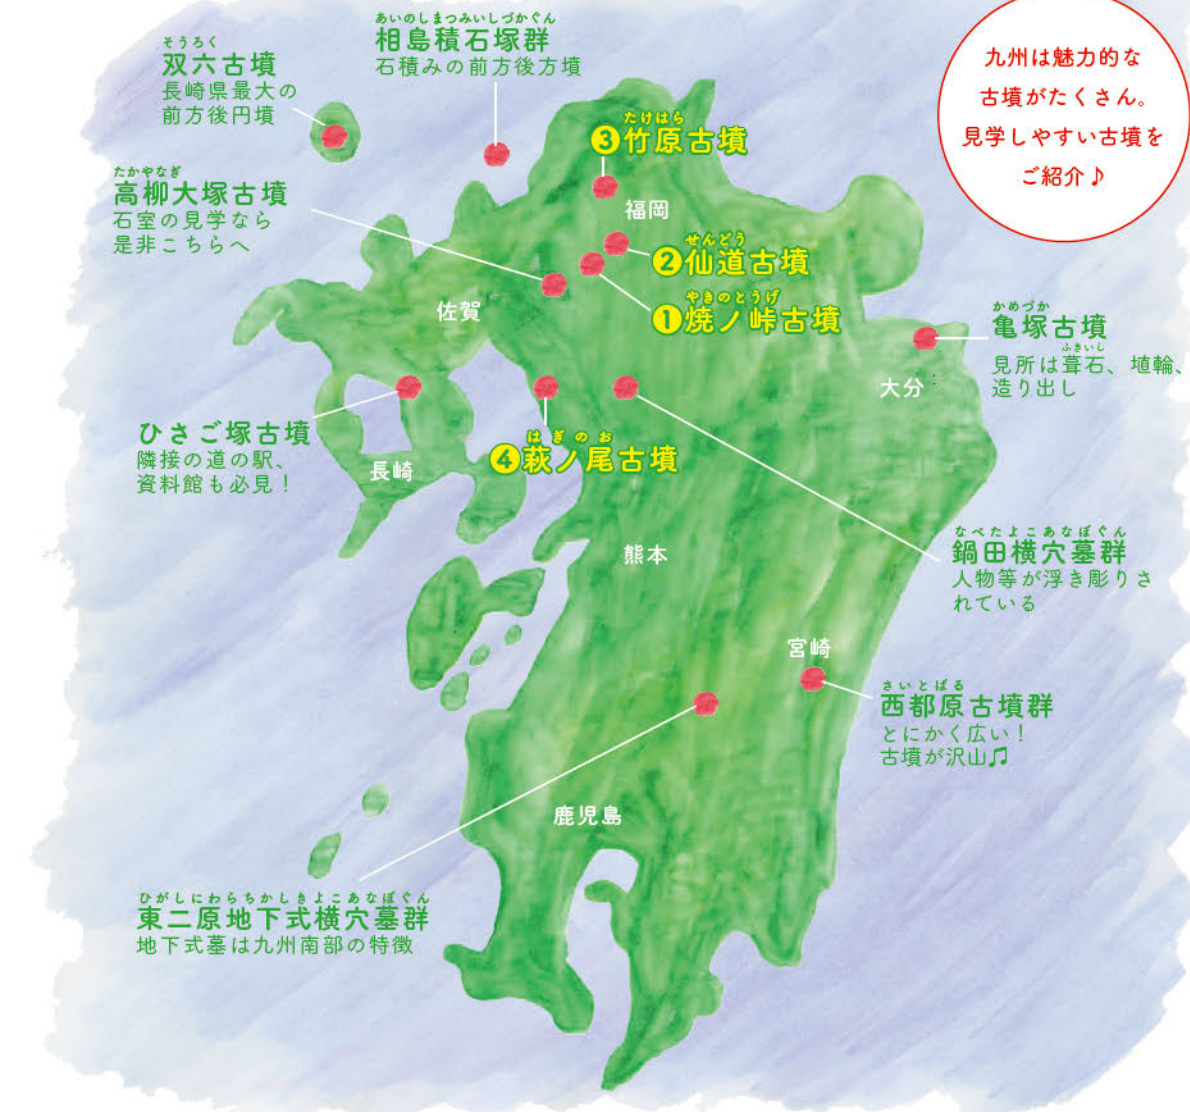 あいのしまつみいしづかぐん
相島積石塚群
石積みの前方後方墳
そうろく
双六古墳
長崎県最大の
前方後円墳
九州は魅力的な
古墳がたくさん。
見学しやすい古墳を
ご紹介♪
たけはら
③竹原古墳
たかやなぎ
高柳大塚古墳
石室の見学なら
是非こちらへ
福岡
せんどう
②仙道古墳
やきのとうげ
①焼ノ峠古墳
佐賀
かめづか
亀塚古墳
ふきいし
見所は葺石、埴輪、
造り出し
大分
ひさご塚古墳
隣接の道の駅、
資料館も必見！
はぎのお
④萩ノ尾古墳
長崎
なべたよこあなぼぐん
鍋田横穴墓群
人物等が浮き彫りさ
れている
熊本
宮崎
さいとばる
西都原古墳群
とにかく広い！
古墳が沢山♫
鹿児島
ひがしにわらちかしきよこあなぼぐん
東二原地下式横穴墓群
地下式墓は九州南部の特徴